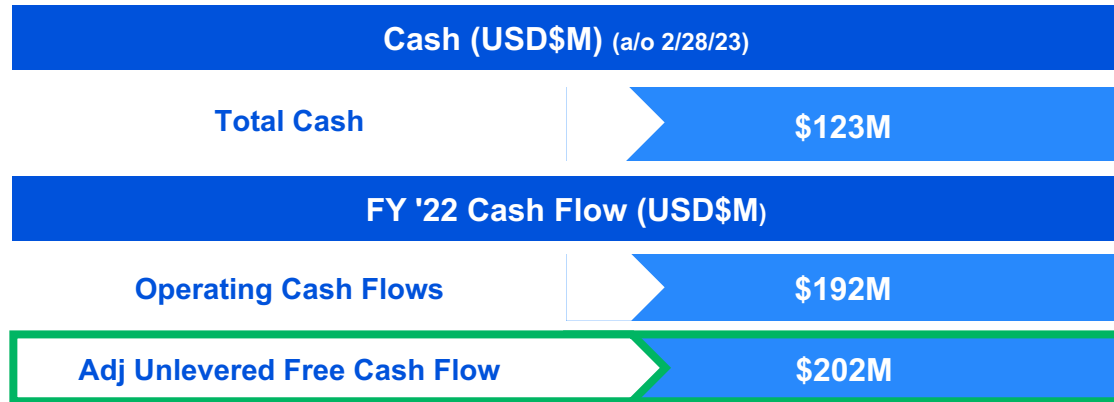 Cash (USD$M) (a/o 2/28/23)
Total Cash $123M
FY '22 Cash Flow (USD$M)
Operating Cash Flows $192M
Adj Unlevered Free Cash Flow $202M